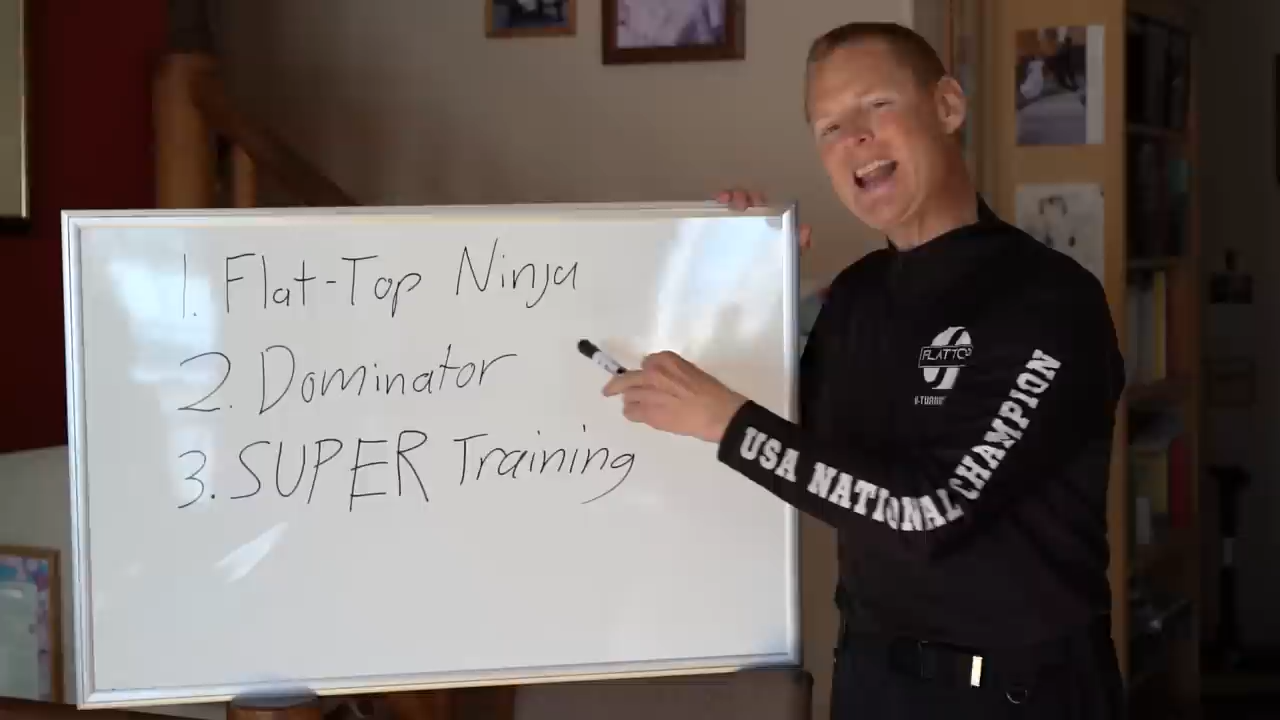 1. Flat-Top Ninja
2. Dominator
3. SUPER Training
FLATTOP
USA NATIONAL CHAMPION